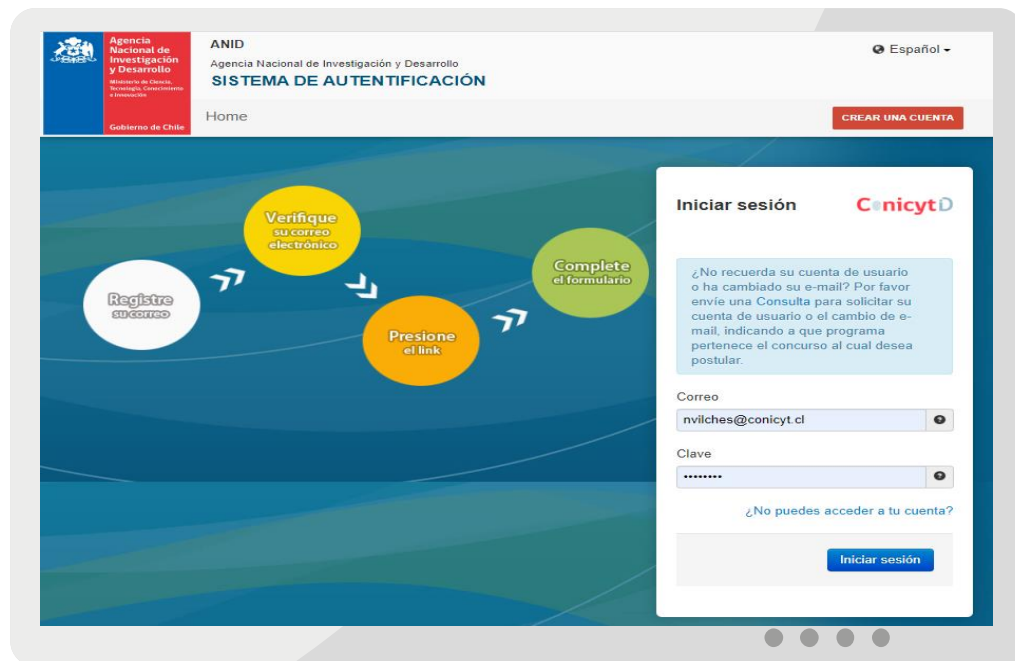 Agencia
Nacional de
Investigación
y Desarrollo
Ministerio de Ciencia,
Tecnología, Conocimiento
e Innovación
Gobierno de Chile
ANID
Agencia Nacional de Investigación y Desarrollo
SISTEMA DE AUTENTIFICACIÓN
Español
Home
CREAR UNA CUENTA
Registre
su correo
Verifique
su correo
electrónico
Presione
el link
Complete
el formulario
Iniciar sesión
ConicytD
¿No recuerda su cuenta de usuario
o ha cambiado su e-mail? Por favor
envíe una Consulta para solicitar su
cuenta de usuario o el cambio de e-
mail, indicando a que programa
pertenece el concurso al cual desea
postular.
Correo
nvilches@conicyt.cl
Clave
••••••••
¿No puedes acceder a tu cuenta?
Iniciar sesión